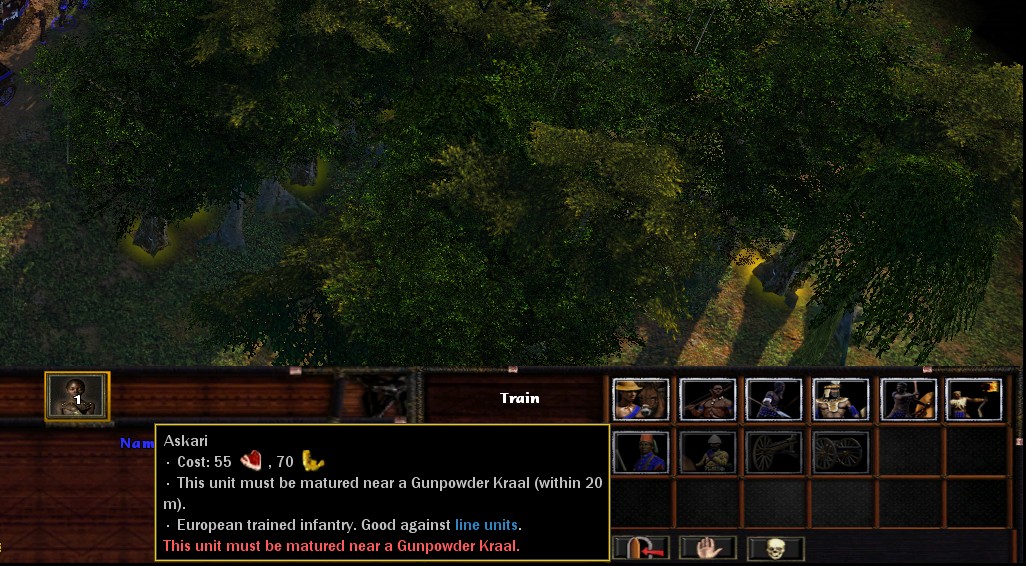 1
Train
Nam
Askari
· Cost: 55 , 70
· This unit must be matured near a Gunpowder Kraal (within 20
m).
· European trained infantry. Good against line units.
This unit must be matured near a Gunpowder Kraal.